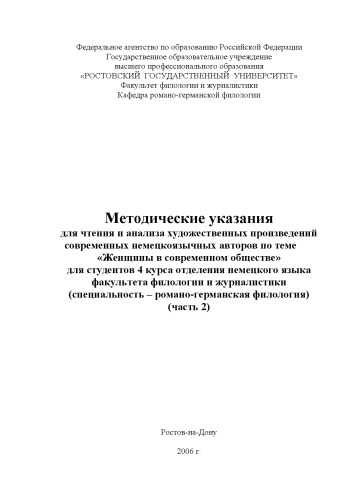 Федеральное агентство по образованию Российской Федерации
Государственное образовательное учреждение
высшего профессионального образования
«РОСТОВСКИЙ ГОСУДАРСТВЕННЫЙ УНИВЕРСИТЕТ»
Факультет филологии и журналистики
Кафедра романо-германской филологии
Методические указания
для чтения и анализа художественных произведений
современных немецкоязычных авторов по теме
«Женщины в современном обществе»
для студентов 4 курса отделения немецкого языка
факультета филологии и журналистики
(специальность – романо-германская филология)
(часть 2)
Ростов-на-Дону
2006 г.